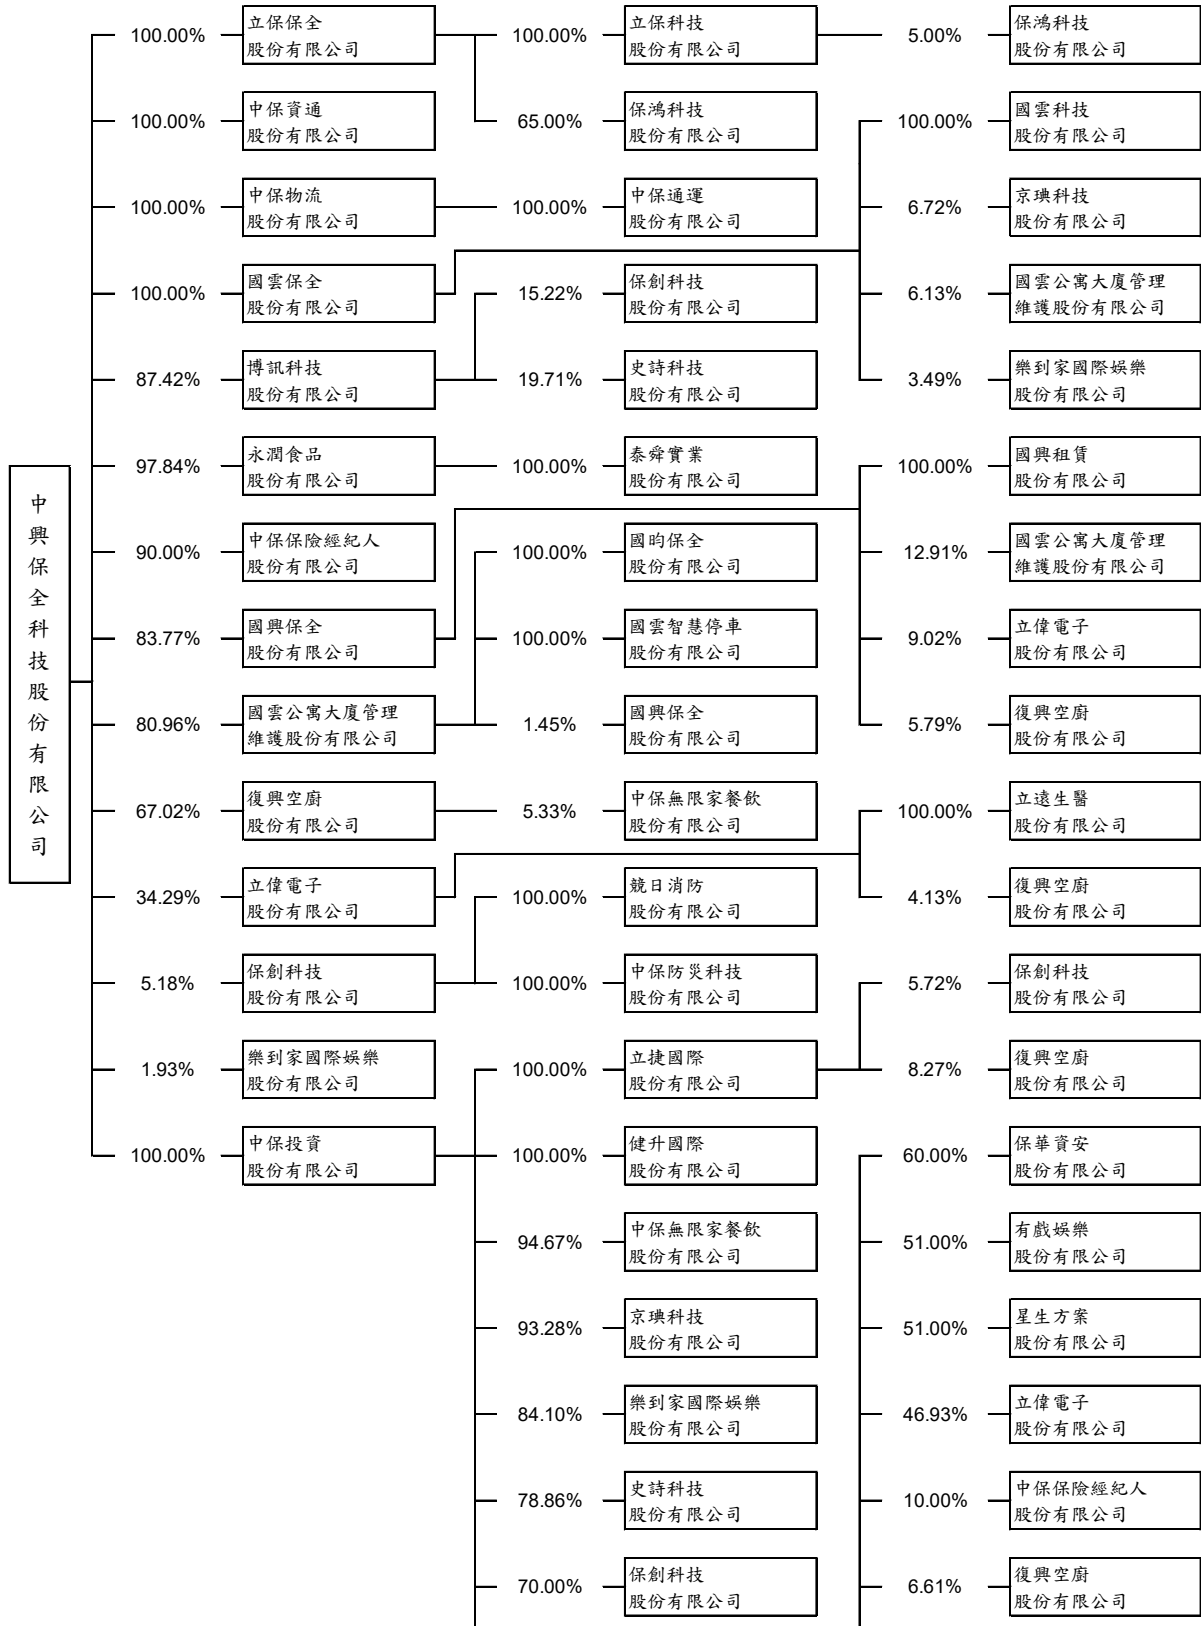 中興保全科技股份有限公司
100.00%
立保保全
股份有限公司
100.00%
立保科技
股份有限公司
5.00%
保鴻科技
股份有限公司
100.00%
中保資通
股份有限公司
65.00%
保鴻科技
股份有限公司
100.00%
國雲科技
股份有限公司
100.00%
中保物流
股份有限公司
100.00%
中保通運
股份有限公司
6.72%
京琠科技
股份有限公司
100.00%
國雲保全
股份有限公司
15.22%
保創科技
股份有限公司
6.13%
國雲公寓大廈管理
維護股份有限公司
87.42%
博訊科技
股份有限公司
19.71%
史詩科技
股份有限公司
3.49%
樂到家國際娛樂
股份有限公司
97.84%
永潤食品
股份有限公司
100.00%
泰舜實業
股份有限公司
100.00%
國興租賃
股份有限公司
90.00%
中保保險經紀人
股份有限公司
100.00%
國昀保全
股份有限公司
12.91%
國雲公寓大廈管理
維護股份有限公司
83.77%
國興保全
股份有限公司
100.00%
國雲智慧停車
股份有限公司
9.02%
立偉電子
股份有限公司
80.96%
國雲公寓大廈管理
維護股份有限公司
1.45%
國興保全
股份有限公司
5.79%
復興空廚
股份有限公司
67.02%
復興空廚
股份有限公司
5.33%
中保無限家餐飲
股份有限公司
100.00%
立遠生醫
股份有限公司
34.29%
立偉電子
股份有限公司
100.00%
競日消防
股份有限公司
4.13%
復興空廚
股份有限公司
5.18%
保創科技
股份有限公司
100.00%
中保防災科技
股份有限公司
5.72%
保創科技
股份有限公司
1.93%
樂到家國際娛樂
股份有限公司
100.00%
立捷國際
股份有限公司
8.27%
復興空廚
股份有限公司
100.00%
中保投資
股份有限公司
100.00%
健升國際
股份有限公司
60.00%
保華資安
股份有限公司
94.67%
中保無限家餐飲
股份有限公司
51.00%
有戲娛樂
股份有限公司
93.28%
京琠科技
股份有限公司
51.00%
星生方案
股份有限公司
84.10%
樂到家國際娛樂
股份有限公司
46.93%
立偉電子
股份有限公司
78.86%
史詩科技
股份有限公司
10.00%
中保保險經紀人
股份有限公司
70.00%
保創科技
股份有限公司
6.61%
復興空廚
股份有限公司